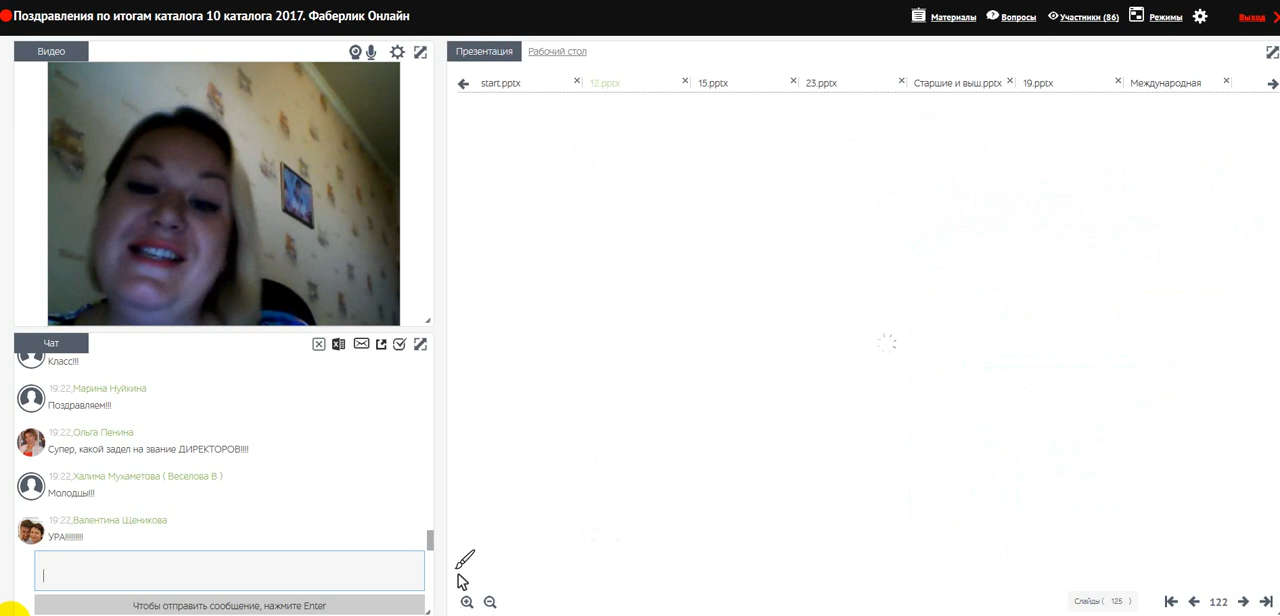 Поздравления по итогам каталога 10 каталога 2017. Фаберлик Онлайн
Материалы Вопросы Участники (86) Режимы Выход
Видео
Презентация Рабочий стол
start.pptx 12.pptx 15.pptx 23.pptx Старшие и выш.pptx 19.pptx Международная
Чат
Класс!!!
19:22,Марина Нуйкина
Поздравляем!!!
19:22,Ольга Пенина
Супер, какой задел на звание ДИРЕКТОРОВ!!!!
19:22,Халима Мухаметова ( Веселова В )
Молодцы!!!
19:22,Валентина Щеникова
УРА!!!!!!!!!
Чтобы отправить сообщение, нажмите Enter
Слайды ( 125 )
122